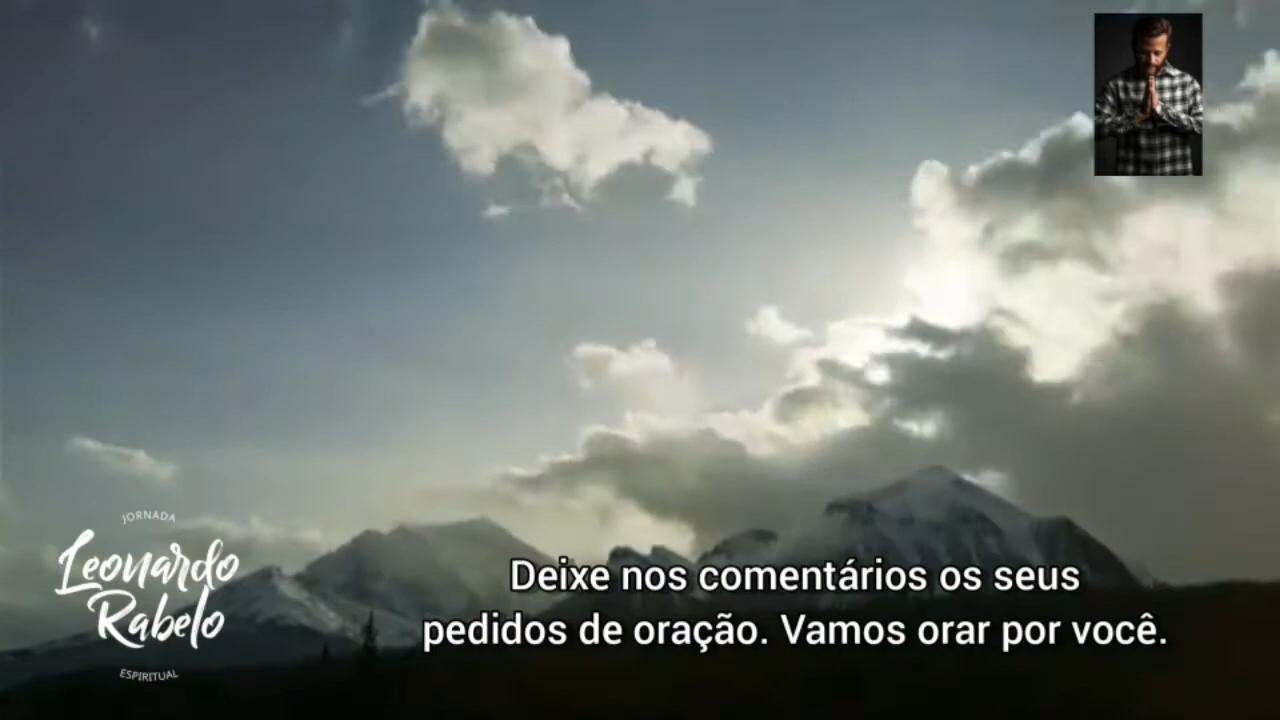 JORNADA
Leonardo
Rabelo
ESPIRITUAL
Deixe nos comentários os seus
pedidos de oração. Vamos orar por você.